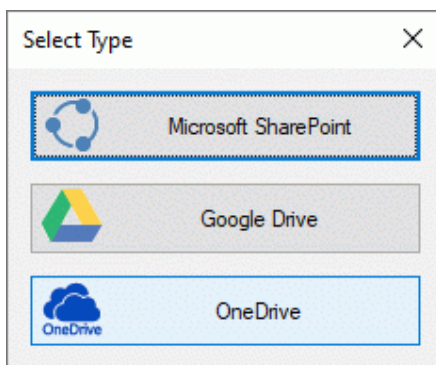 Select Type
Microsoft SharePoint
Google Drive
OneDrive
OneDrive